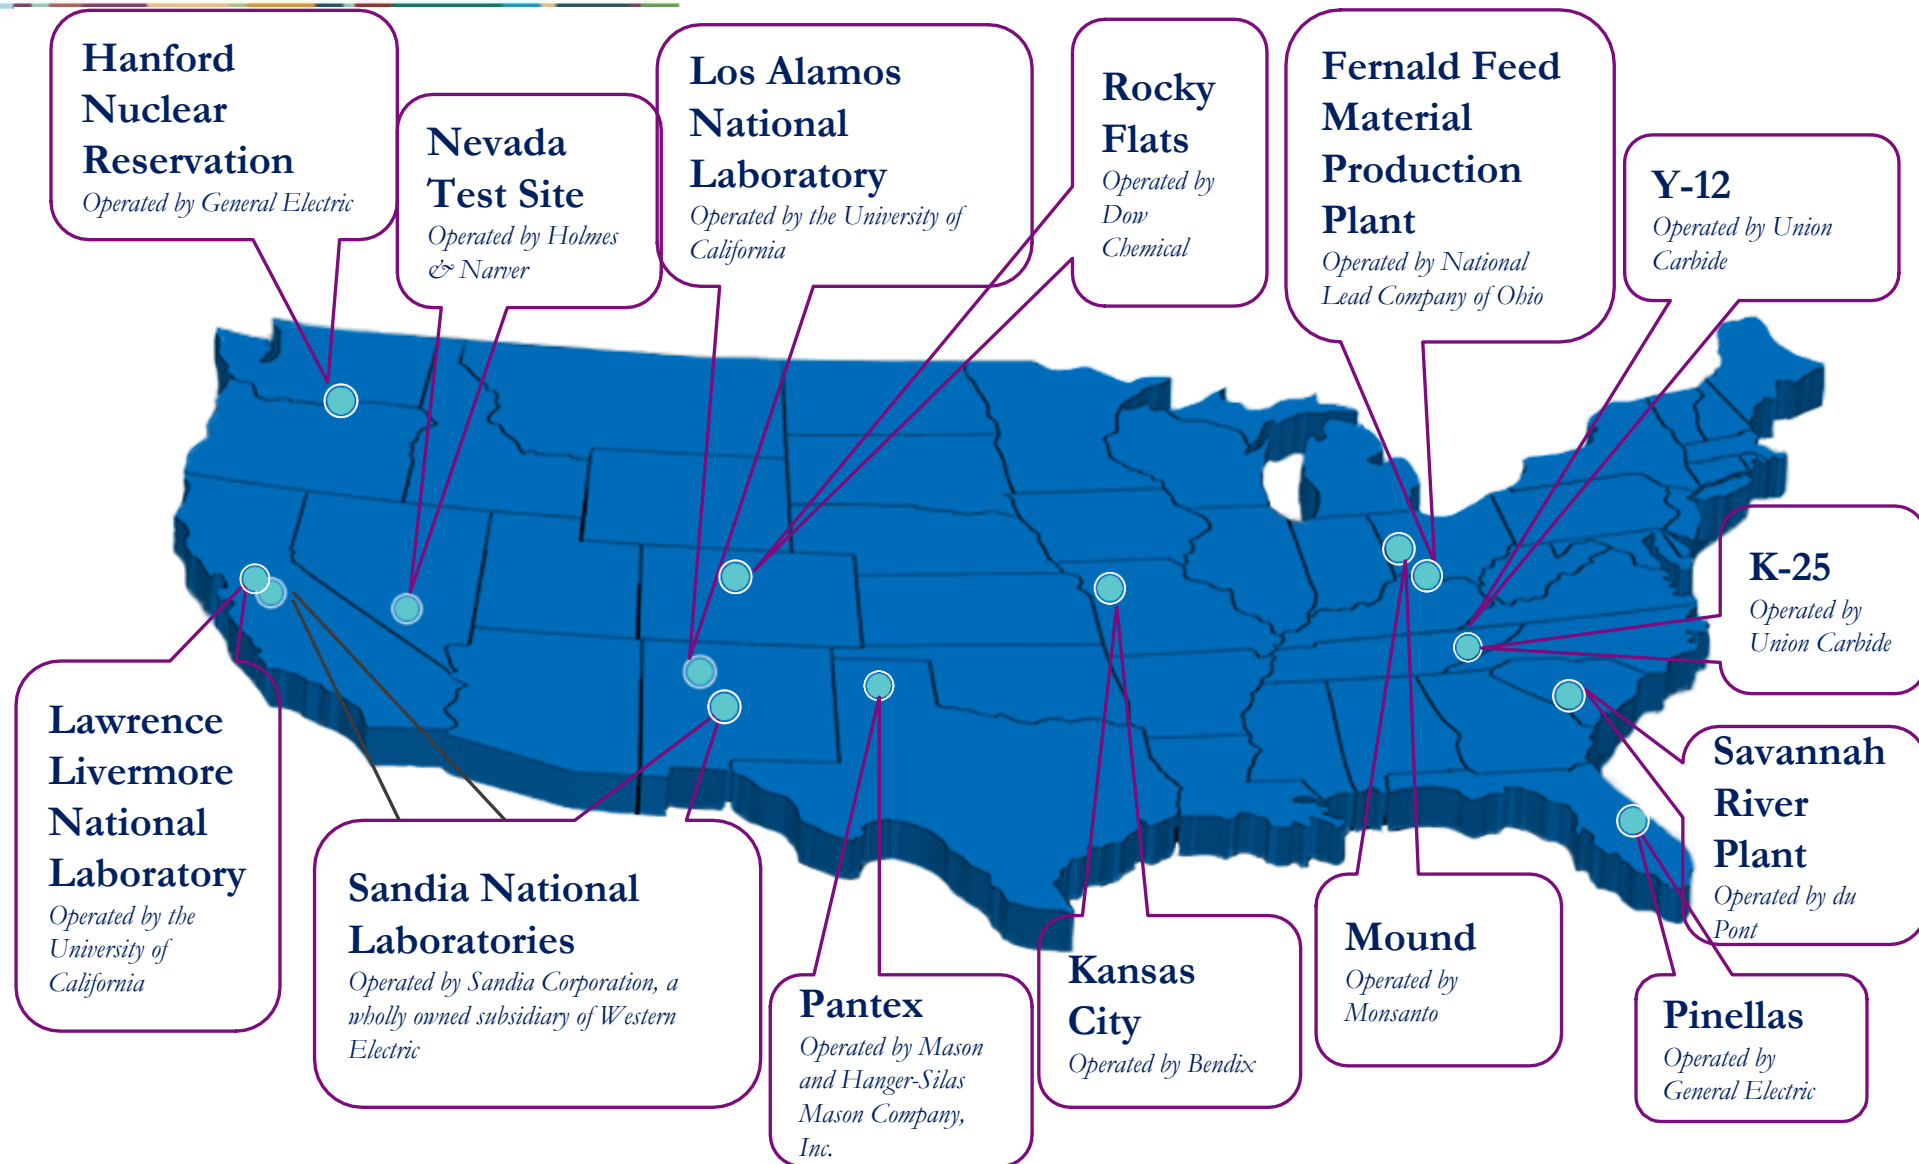 Hanford
Nuclear
Reservation
Operated by General Electric
Nevada
Test Site
Operated by Holmes
& Narver
Los Alamos
National
Laboratory
Operated by the University of
California
Rocky
Flats
Operated by
Dow
Chemical
Fernald Feed
Material
Production
Plant
Operated by National
Lead Company of Ohio
Y-12
Operated by Union
Carbide
K-25
Operated by
Union Carbide
Lawrence
Livermore
National
Laboratory
Operated by the
University of
California
Sandia National
Laboratories
Operated by Sandia Corporation, a
wholly owned subsidiary of Western
Electric
Pantex
Operated by Mason
and Hanger-Silas
Mason Company,
Inc.
Kansas
City
Operated by Bendix
Mound
Operated by
Monsanto
Savannah
River
Plant
Operated by du
Pont
Pinellas
Operated by
General Electric